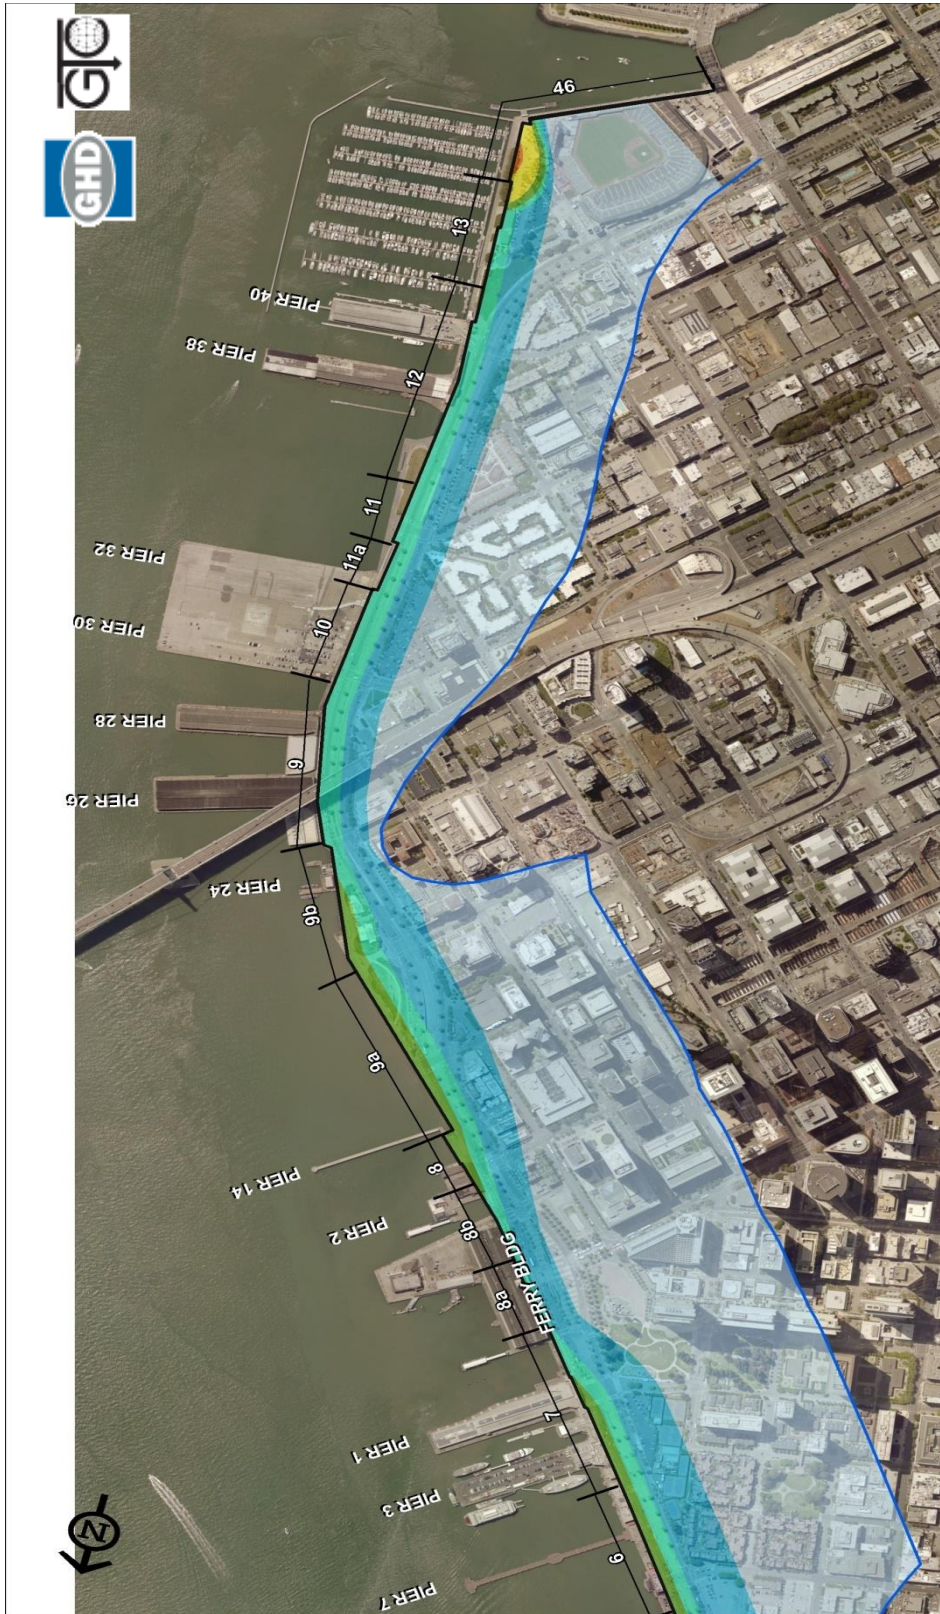 GTC
GHD
46
13
PIER 40
PIER 38
12
11
11a
PIER 32
10
PIER 30
PIER 28
9
PIER 26
PIER 24
9b
9a
PIER 14
8
PIER 2
8b
FERRY BLDG
8a
PIER 1
7
PIER 3
6
PIER 7
N